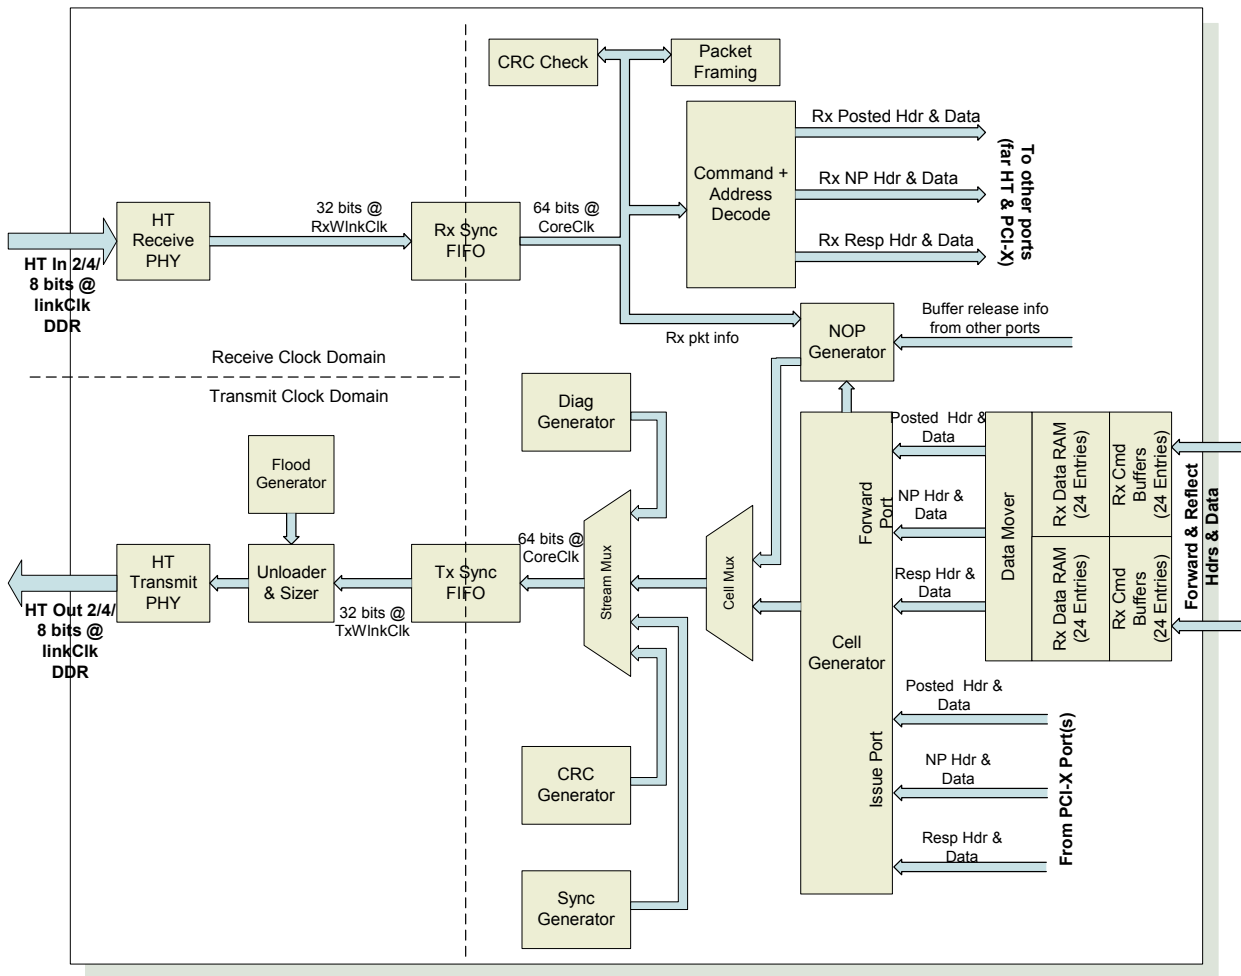 CRC Check
Packet
Framing
Rx Posted Hdr & Data
Rx NP Hdr & Data
Rx Resp Hdr & Data
Command +
Address
Decode
To other ports
(far HT & PCI-X)
HT
Receive
PHY
32 bits @
RxWlnkClk
Rx Sync
FIFO
64 bits @
CoreClk
HT In 2/4/
8 bits @
linkClk
DDR
Rx pkt info
NOP
Generator
Buffer release info
from other ports
Receive Clock Domain
Transmit Clock Domain
Diag
Generator
Flood
Generator
Posted Hdr
& Data
NP Hdr &
Data
Resp Hdr &
Data
Forward
Port
Data Mover
Rx Data RAM
(24 Entries)
Rx Cmd
Buffers
(24 Entries)
Rx Data RAM
(24 Entries)
Rx Cmd
Buffers
(24 Entries)
Forward & Reflect
Hdrs & Data
HT
Transmit
PHY
Unloader
& Sizer
32 bits @
TxWlnkClk
Tx Sync
FIFO
64 bits @
CoreClk
Stream Mux
Cell Mux
Cell
Generator
HT Out 2/4/
8 bits @
linkClk
DDR
Issue Port
Posted Hdr &
Data
NP Hdr &
Data
Resp Hdr &
Data
From PCI-X Port(s)
CRC
Generator
Sync
Generator